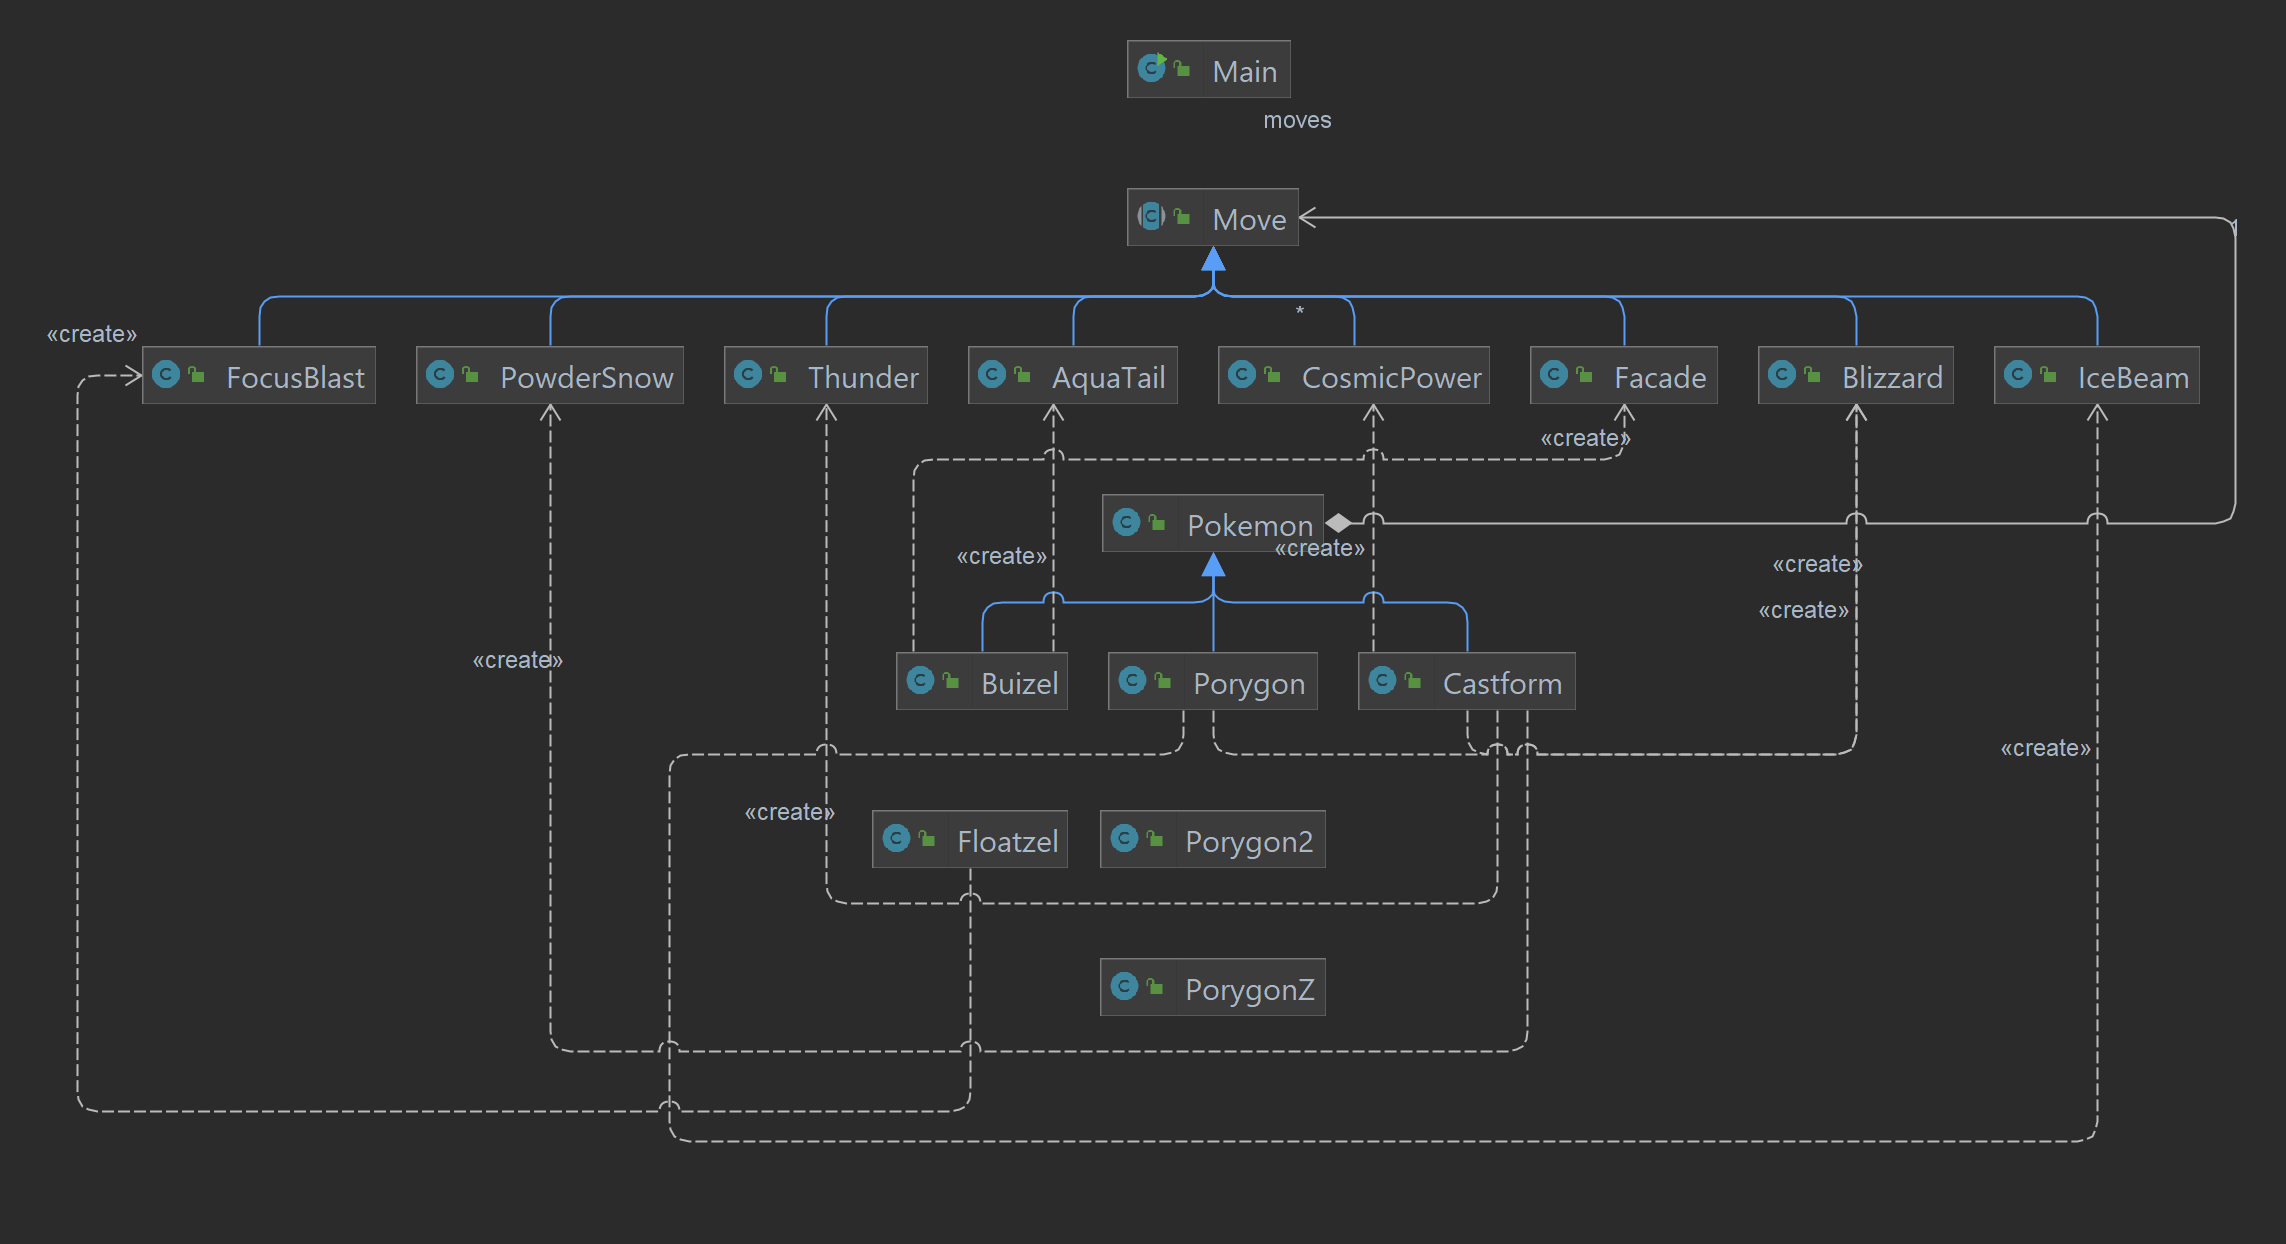 Main
moves
Move
*
«create»
FocusBlast
PowderSnow
Thunder
AquaTail
CosmicPower
Facade
Blizzard
IceBeam
«create»
Pokemon
«create»
«create»
«create»
«create»
«create»
Buizel
Porygon
Castform
«create»
«create»
Floatzel
Porygon2
PorygonZ